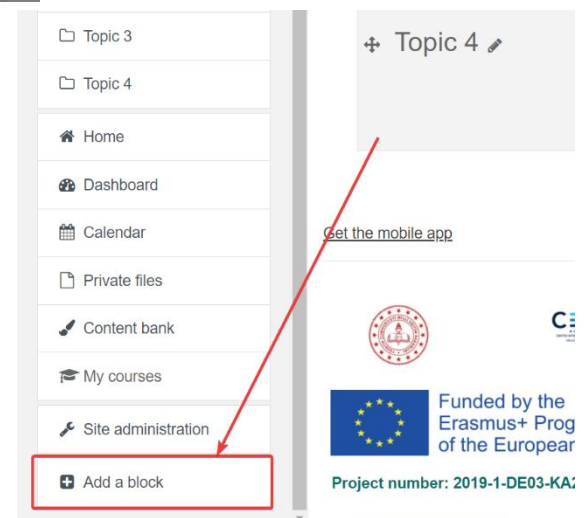 Topic 3
Topic 4
Home
Dashboard
Calendar
Private files
Content bank
My courses
Site administration
Add a block
Topic 4
Get the mobile app
Funded by the
Erasmus+ Prog
of the European
Project number: 2019-1-DE03-KA2